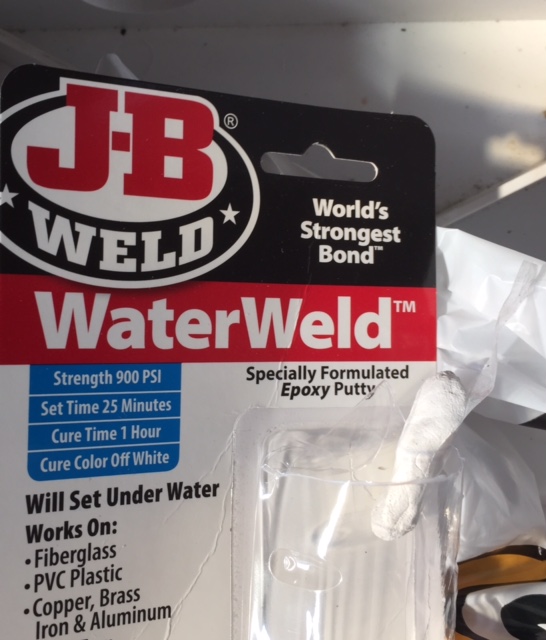 J-B®
WELD
World's
Strongest
Bond™
WaterWeld™
Strength 900 PSI
Set Time 25 Minutes
Cure Time 1 Hour
Cure Color Off White
Specially Formulated
Epoxy Putty
Will Set Under Water
Works On:
•Fiberglass
•PVC Plastic
•Copper, Brass
Iron & Aluminum